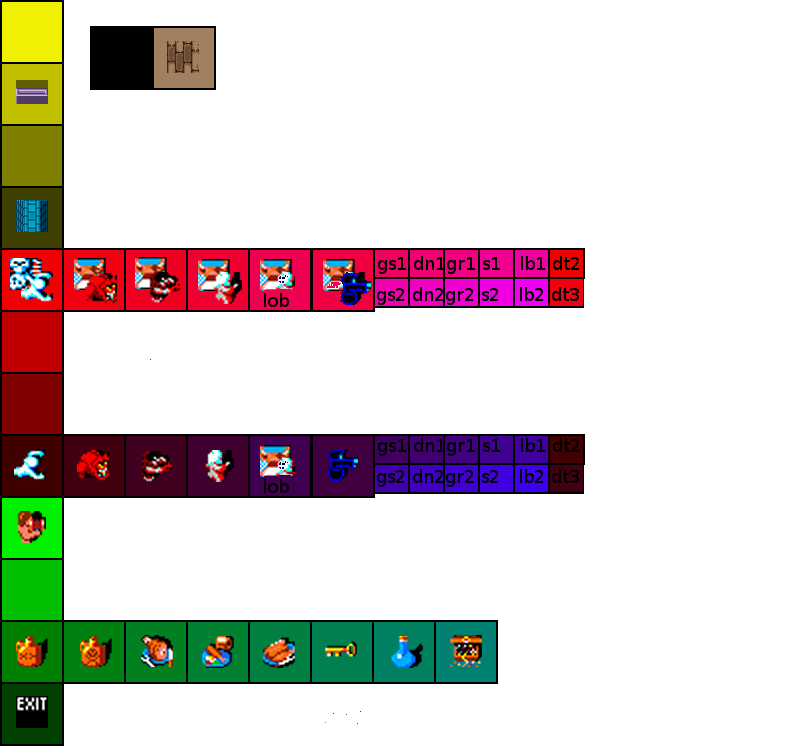 gs1 dn1 gr1 s1 lb1 dt2
lob gs2 dn2 gr2 s2 lb2 dt3
gs1 dn1 gr1 s1 lb1 dt2
lob gs2 dn2 gr2 s2 lb2 dt3
EXIT